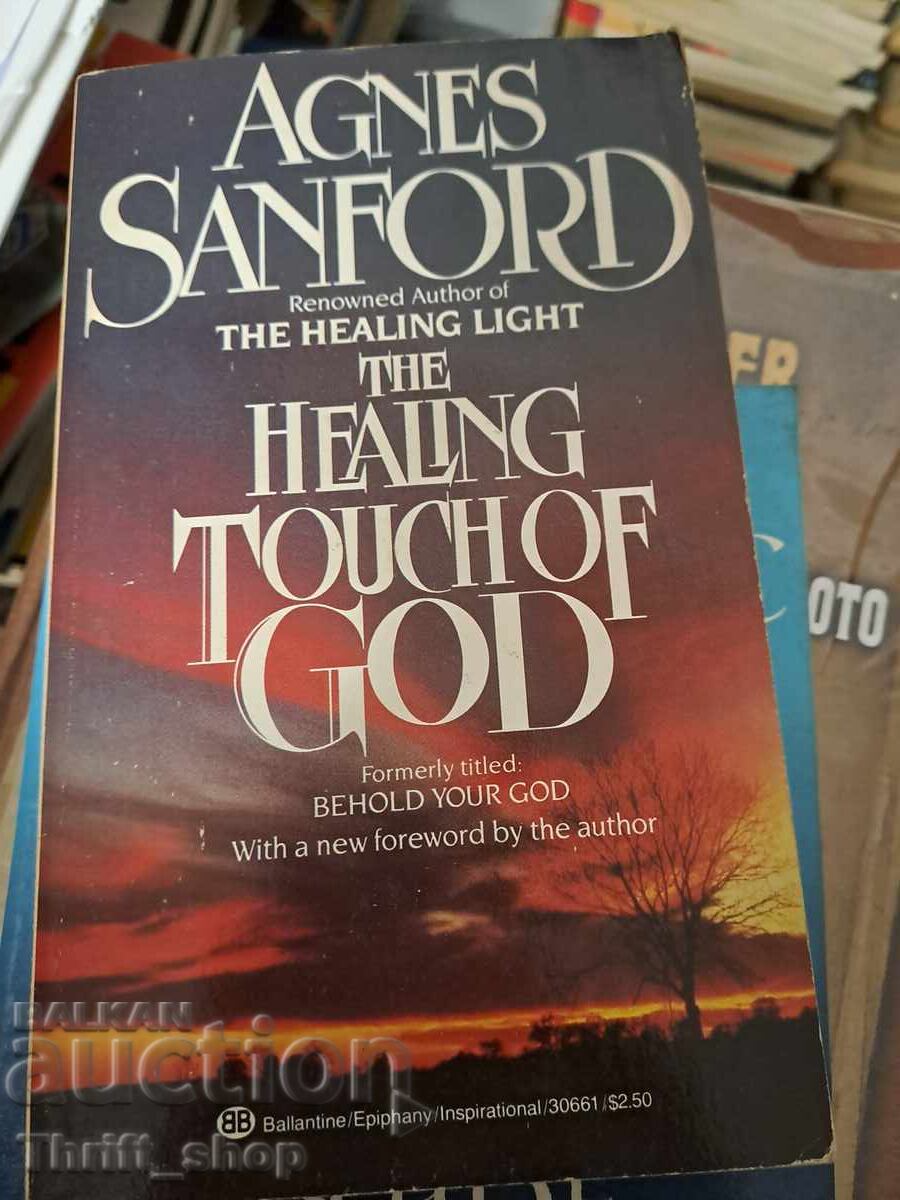 AGNES
SANFORD
Renowned Author of
THE HEALING LIGHT
THE
HEALING
TOUCH OF
GOD
Formerly titled:
BEHOLD YOUR GOD
With a new foreword by the author
BB Ballantine/Epiphany/Inspirational/30661/$2.50
ОТО
BALKAN
auction
Thrift_shop